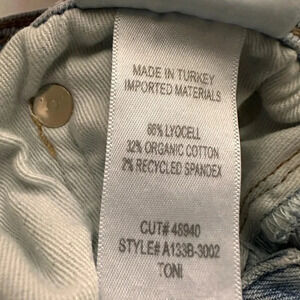 MADE IN TURKEY
IMPORTED MATERIALS
66% LYOCELL
32% ORGANIC COTTON
2% RECYCLED SPANDEX
CUT# 48940
STYLE# A133B-3002
TONI